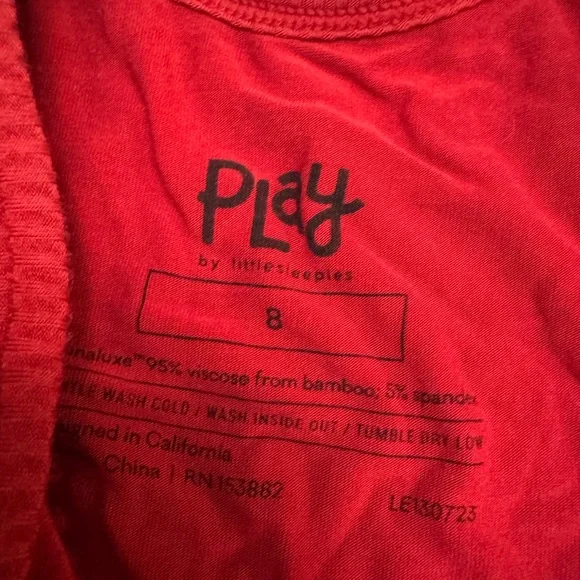 Play
by littlesleepies
8
95% viscose from bamboo, 5%
WASH COLD / WASH INSIDE OUT / TUMBLE DRY LOW
in California
China | RN 153882
LE130723